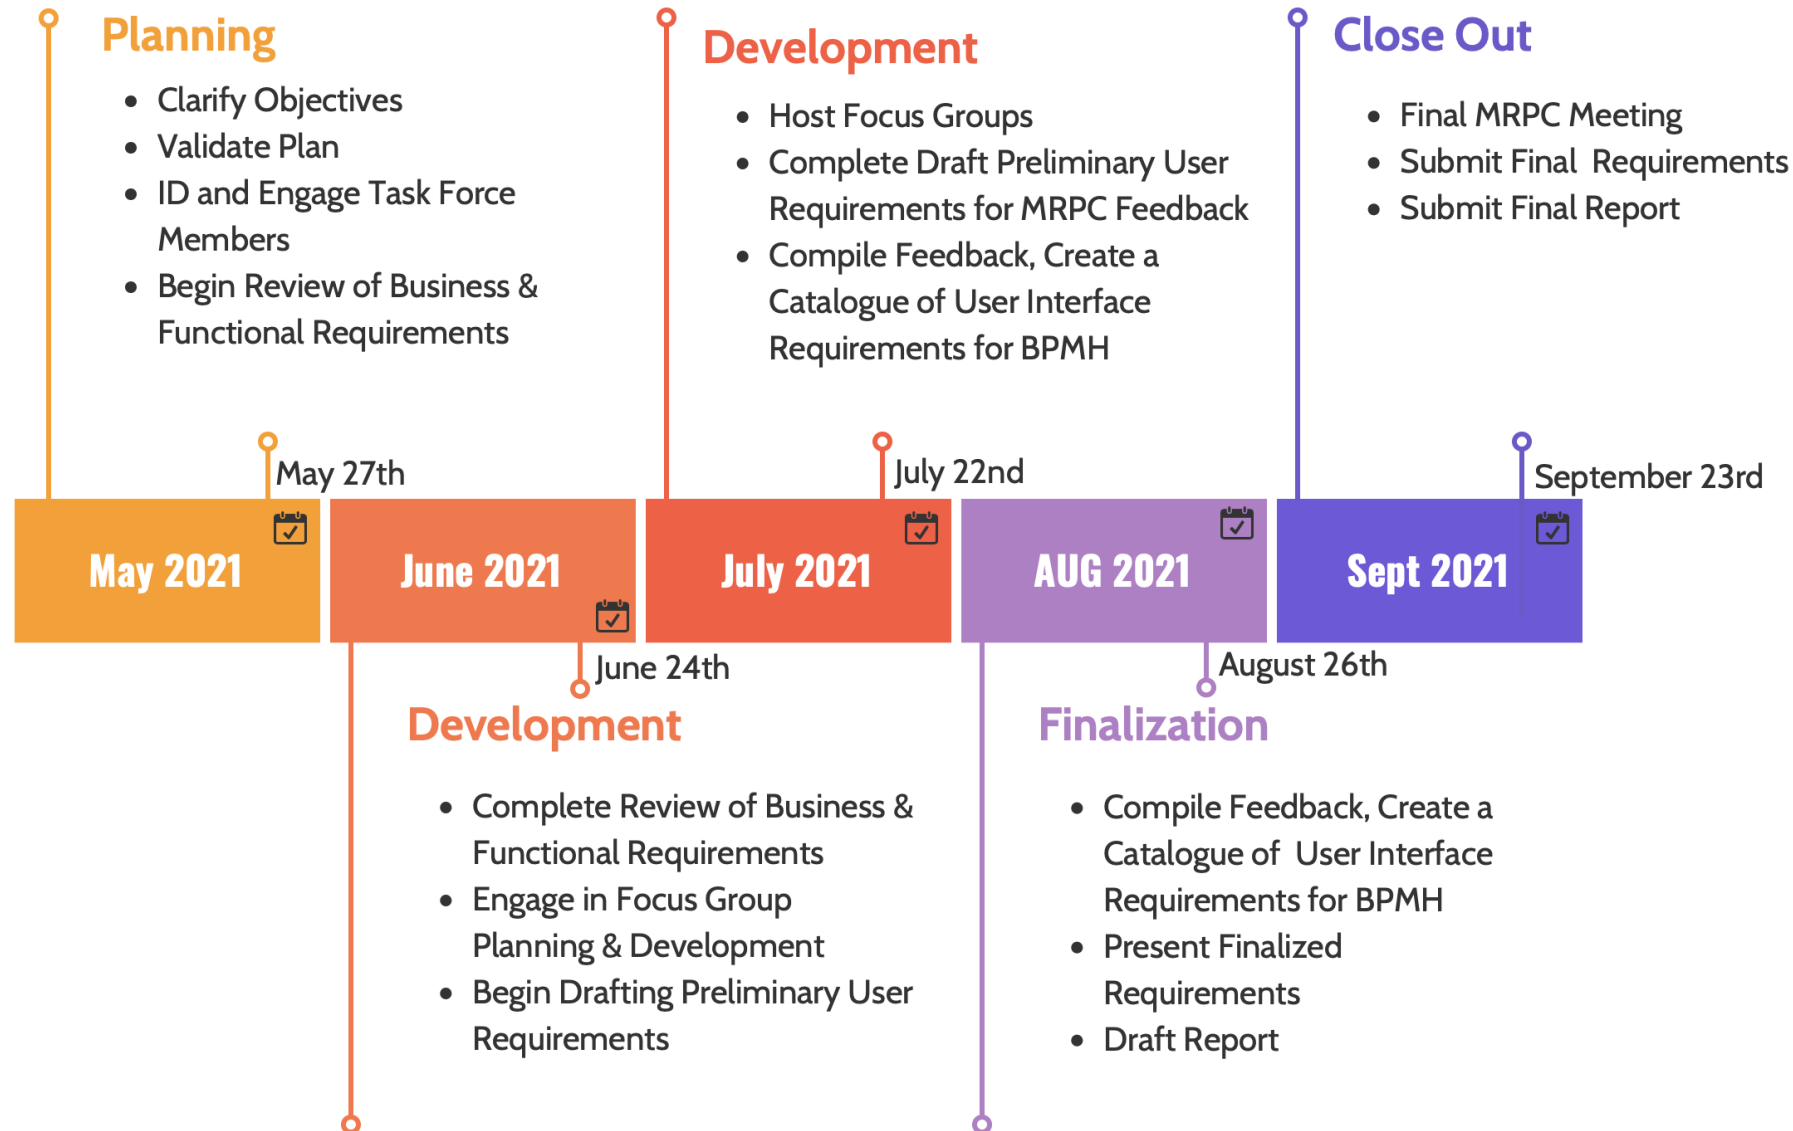 Planning
• Clarify Objectives
• Validate Plan
• ID and Engage Task Force
Members
• Begin Review of Business &
Functional Requirements
Development
• Host Focus Groups
• Complete Draft Preliminary User
Requirements for MRPC Feedback
• Compile Feedback, Create a
Catalogue of User Interface
Requirements for BPMH
Close Out
• Final MRPC Meeting
• Submit Final Requirements
• Submit Final Report
May 27th
July 22nd
September 23rd
May 2021
June 2021
July 2021
AUG 2021
Sept 2021
June 24th
August 26th
Development
• Complete Review of Business &
Functional Requirements
• Engage in Focus Group
Planning & Development
• Begin Drafting Preliminary User
Requirements
Finalization
• Compile Feedback, Create a
Catalogue of User Interface
Requirements for BPMH
• Present Finalized
Requirements
• Draft Report